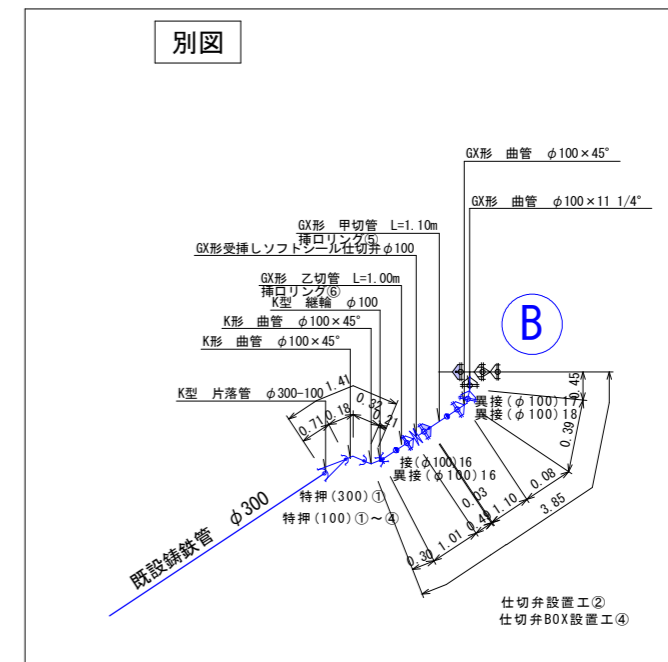 別図
GX形 曲管 φ100×45°
GX形 曲管 φ100×11 1/4°
GX形 甲切管 L=1.10m
挿口リング⑤
GX形受挿しソフトシール仕切弁φ100
GX形 乙切管 L=1.00m
挿口リング⑥
K型 継輪 φ100
K形 曲管 φ100×45°
K形 曲管 φ100×45°
K型 片落管 φ300-100
B
1.41
0.71
0.18
0.32
0.21
0.45
異接(φ100)17
異接(φ100)18
0.39
接(φ100)16
異接(φ100)16
特押(300)①
特押(100)①～④
0.03
0.08
1.10
0.49
1.01
0.30
3.85
既設鋳鉄管 φ300
仕切弁設置工②
仕切弁BOX設置工④